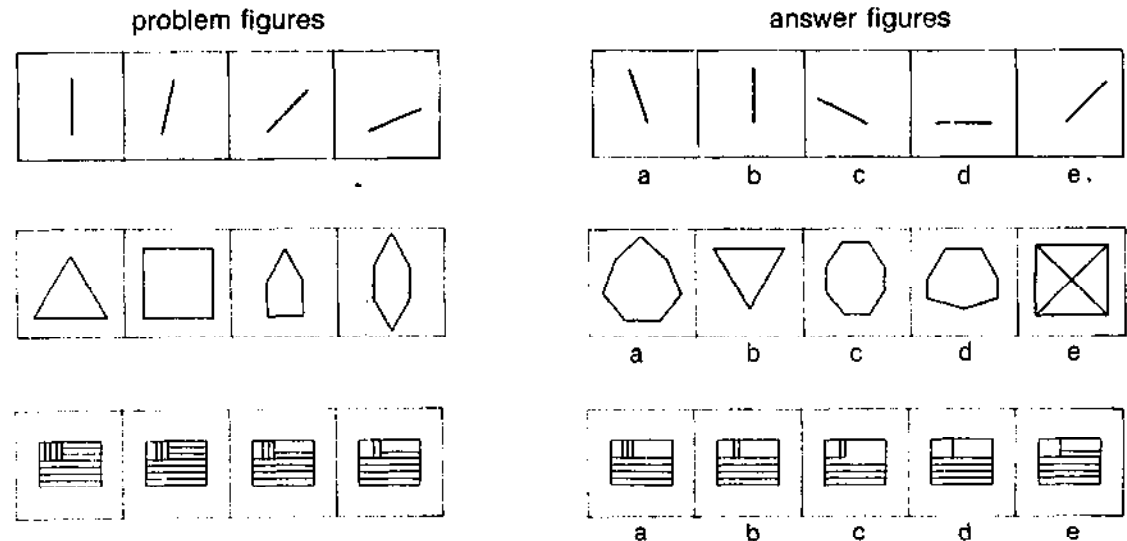 problem figures
answer figures
a b c d e.
a b c d e
a b c d e